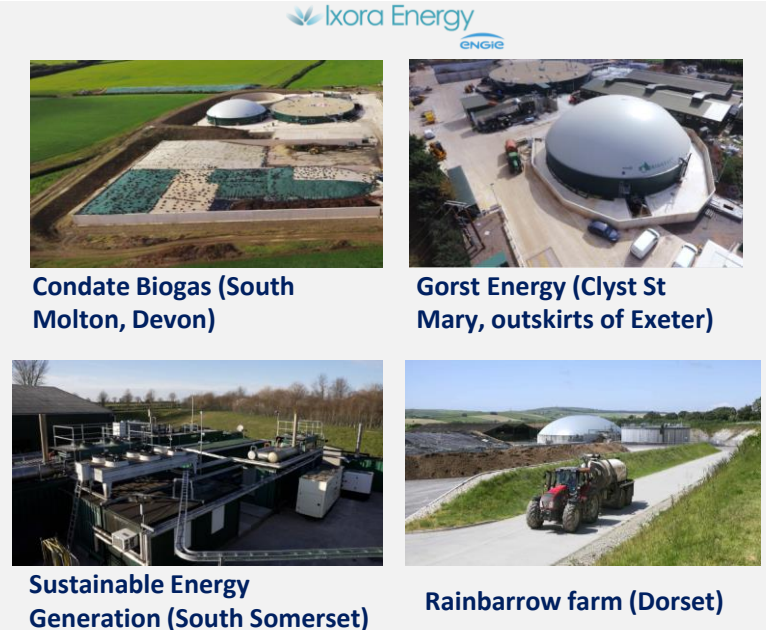 Ixora Energy
ENGIE
Condate Biogas (South
Molton, Devon)
Gorst Energy (Clyst St
Mary, outskirts of Exeter)
Sustainable Energy
Generation (South Somerset)
Rainbarrow farm (Dorset)